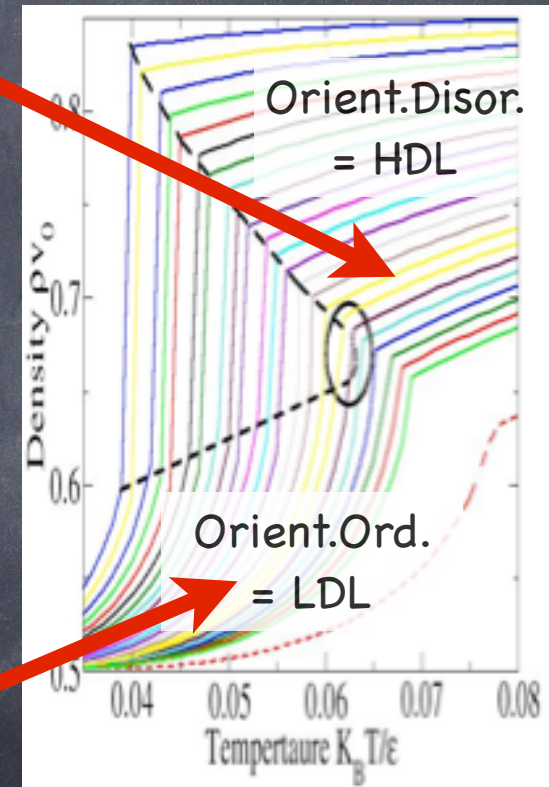 Orient.Disor.
= HDL
0.8
0.7
0.6
0.5
Density ρv₀
Orient.Ord.
= LDL
0.04 0.05 0.06 0.07 0.08
Tempertaure K_BT/ε